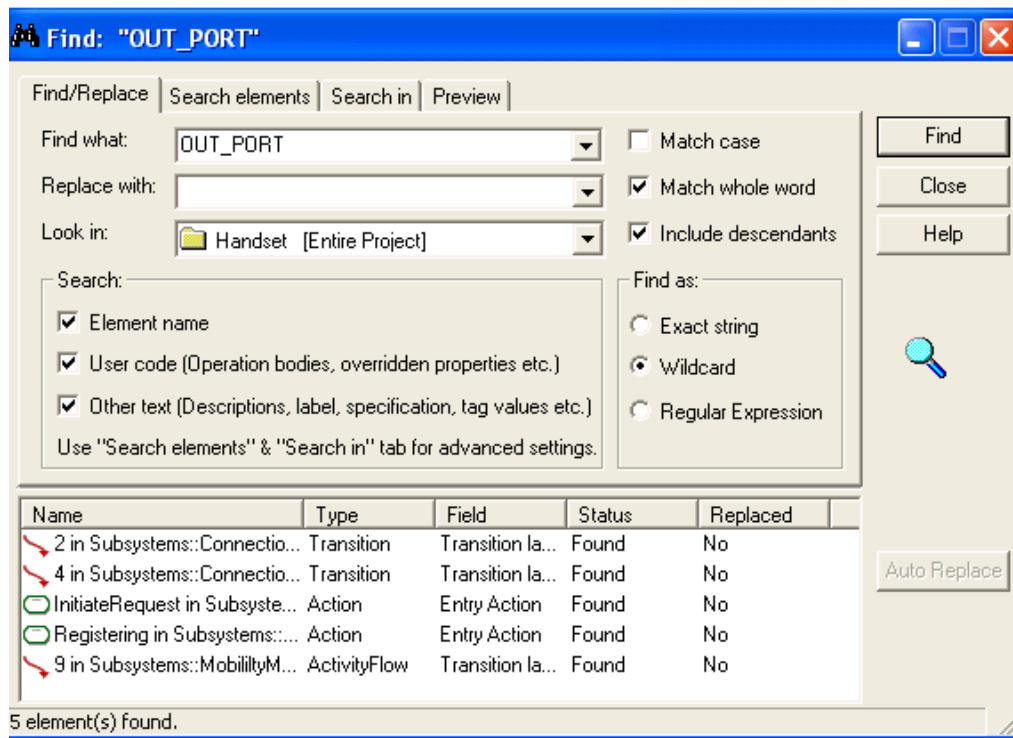 Find: "OUT_PORT"
Find/Replace Search elements Search in Preview
Find what: OUT_PORT Match case Find
Replace with: Match whole word Close
Look in: Handset [Entire Project] Include descendants Help
Search: Find as:
Element name Exact string
User code (Operation bodies, overridden properties etc.) Wildcard
Other text (Descriptions, label, specification, tag values etc.) Regular Expression
Use "Search elements" & "Search in" tab for advanced settings.
Name Type Field Status Replaced
2 in Subsystems::Connectio... Transition Transition la... Found No
4 in Subsystems::Connectio... Transition Transition la... Found No
Auto Replace
InitiateRequest in Subsyste... Action Entry Action Found No
Registering in Subsystems::... Action Entry Action Found No
9 in Subsystems::MobililtyM... ActivityFlow Transition la... Found No
5 element(s) found.